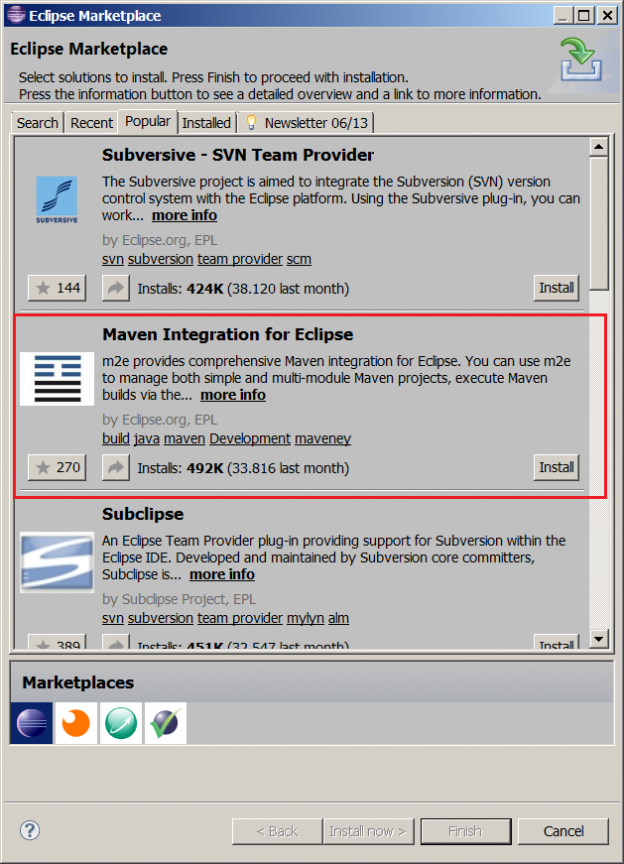 Eclipse Marketplace
Eclipse Marketplace
Select solutions to install. Press Finish to proceed with installation.
Press the information button to see a detailed overview and a link to more information.
Search Recent Popular Installed Newsletter 06/13
Subversive - SVN Team Provider
The Subversive project is aimed to integrate the Subversion (SVN) version
control system with the Eclipse platform. Using the Subversive plug-in, you can
work... more info
SUBVERSIVE
by Eclipse.org, EPL
svn subversion team provider scm
144 Installs: 424K (38.120 last month) Install
Maven Integration for Eclipse
m2e provides comprehensive Maven integration for Eclipse. You can use m2e
to manage both simple and multi-module Maven projects, execute Maven
builds via the... more info
by Eclipse.org, EPL
build java maven Development maveney
270 Installs: 492K (33.816 last month) Install
Subclipse
An Eclipse Team Provider plug-in providing support for Subversion within the
Eclipse IDE. Developed and maintained by Subversion core committers,
Subclipse is... more info
by Subclipse Project, EPL
svn subversion team provider mylyn alm
389 Installs: 451K (32.547 last month) Install
Marketplaces
? < Back Install now > Finish Cancel